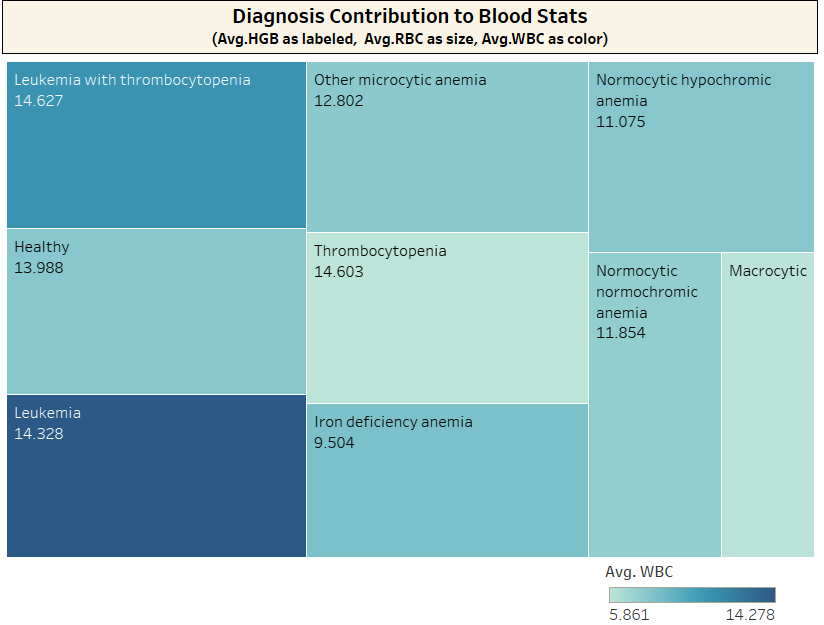 Diagnosis Contribution to Blood Stats
(Avg.HGB as labeled,  Avg.RBC as size, Avg.WBC as color)
Leukemia with thrombocytopenia
14.627
Healthy
13.988
Leukemia
14.328
Other microcytic anemia
12.802
Thrombocytopenia
14.603
Iron deficiency anemia
9.504
Normocytic hypochromic
anemia
11.075
Normocytic
normochromic
anemia
11.854
Macrocytic
Avg. WBC
5.861
14.278